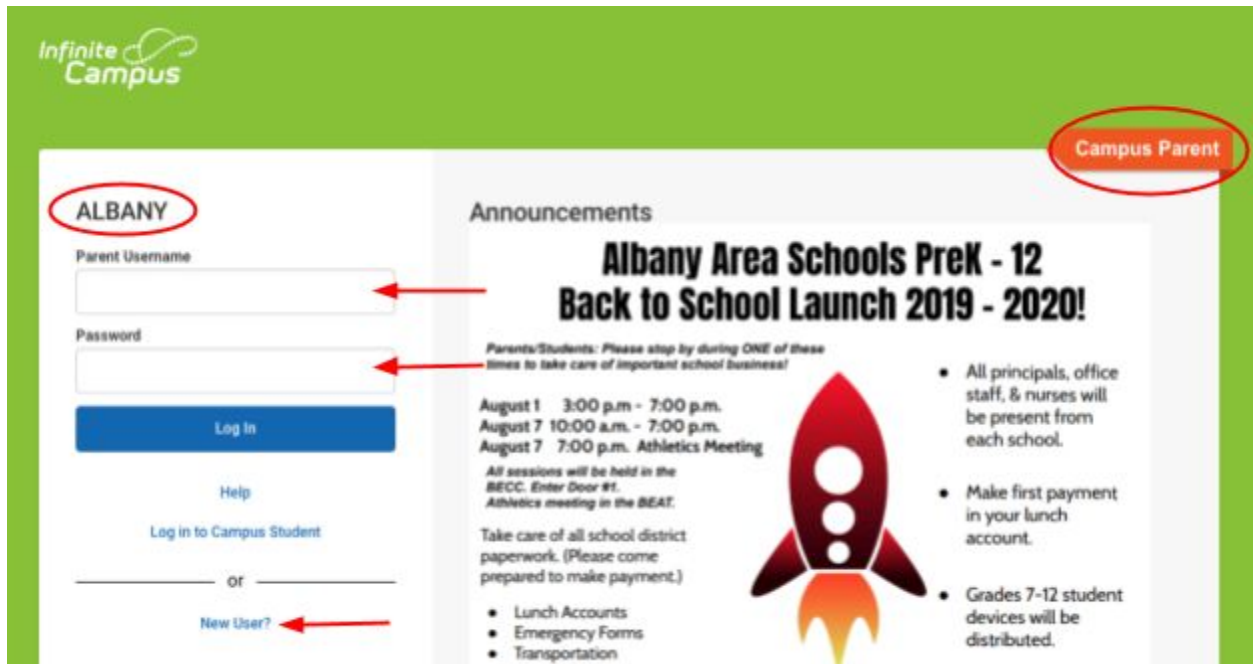 Infinite
Campus
Campus Parent
ALBANY
Parent Username
Password
Log In
Help
Log in to Campus Student
or
New User?
Announcements
Albany Area Schools PreK - 12
Back to School Launch 2019 - 2020!
Parents/Students: Please stop by during ONE of these
times to take care of important school business!
August 1 3:00 p.m - 7:00 p.m.
August 7 10:00 a.m. - 7:00 p.m.
August 7 7:00 p.m. Athletics Meeting
All sessions will be held in the
BECC. Enter Door #1.
Athletics meeting in the BEAT.
Take care of all school district
paperwork. (Please come
prepared to make payment.)
• Lunch Accounts
• Emergency Forms
• Transportation
• All principals, office
staff, & nurses will
be present from
each school.
• Make first payment
in your lunch
account.
• Grades 7-12 student
devices will be
distributed.